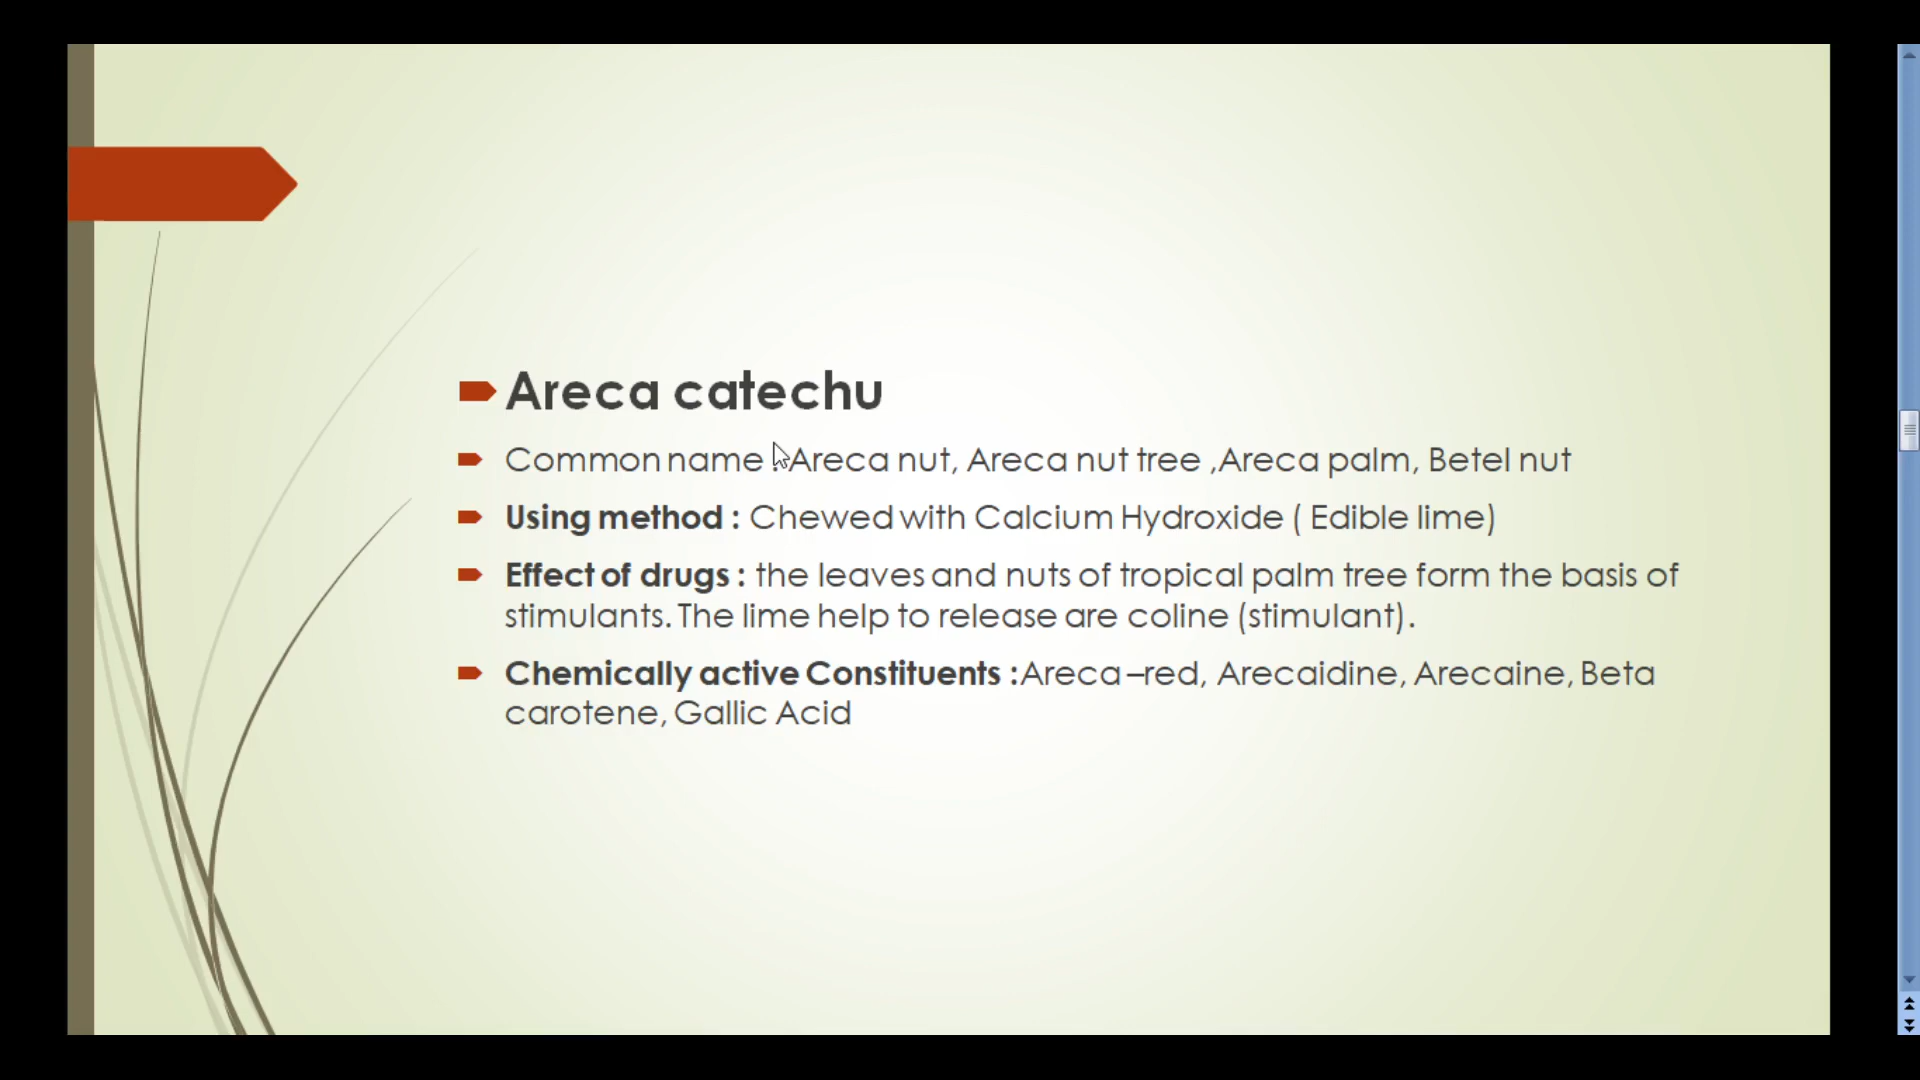 Areca catechu
Common name : Areca nut, Areca nut tree ,Areca palm, Betel nut
Using method : Chewed with Calcium Hydroxide ( Edible lime)
Effect of drugs : the leaves and nuts of tropical palm tree form the basis of
stimulants. The lime help to release are coline (stimulant).
Chemically active Constituents :Areca –red, Arecaidine, Arecaine, Beta
carotene, Gallic Acid